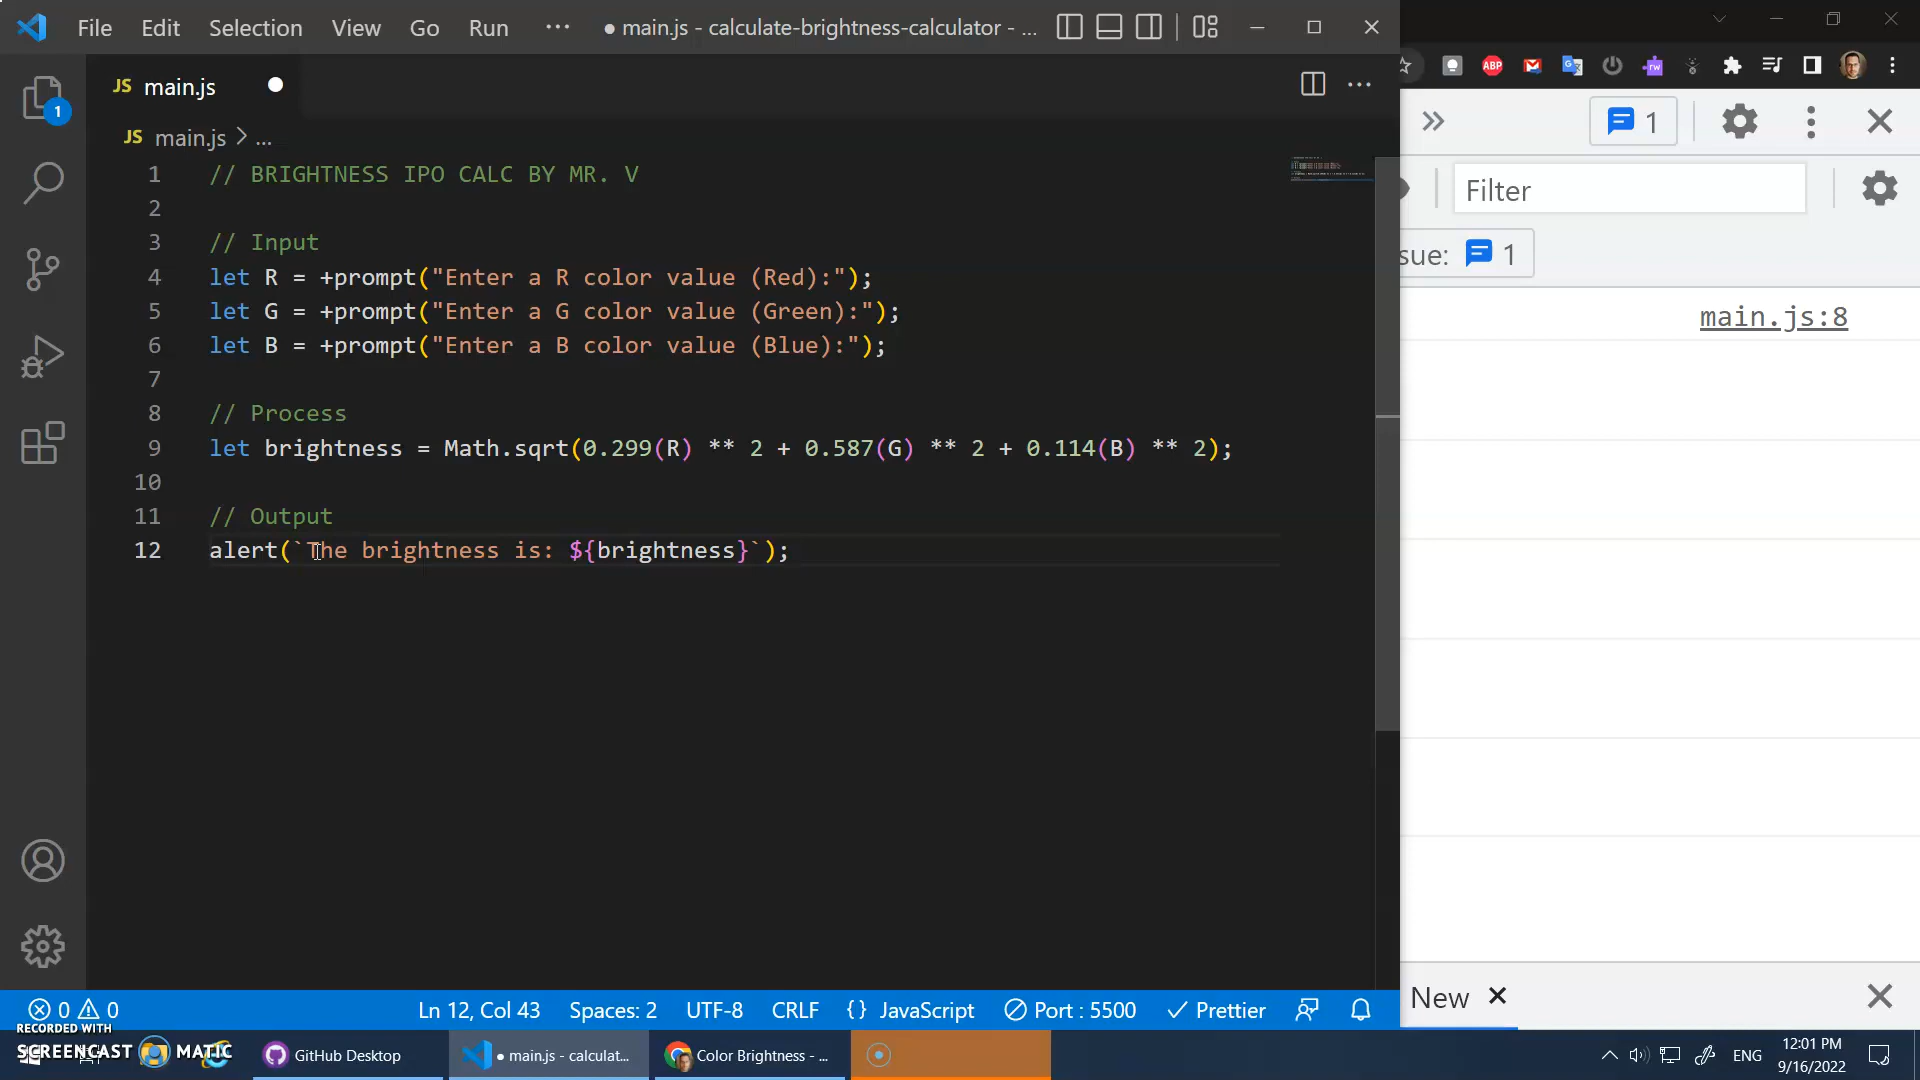 File Edit Selection View Go Run ··· ● main.js - calculate-brightness-calculator - ...
JS main.js
JS main.js > ...
1 // BRIGHTNESS IPO CALC BY MR. V
2
3 // Input
4 let R = +prompt("Enter a R color value (Red):");
5 let G = +prompt("Enter a G color value (Green):");
6 let B = +prompt("Enter a B color value (Blue):");
7
8 // Process
9 let brightness = Math.sqrt(0.299(R) ** 2 + 0.587(G) ** 2 + 0.114(B) ** 2);
10
11 // Output
12 alert(`The brightness is: ${brightness}`);
1
ABP
1
Filter
sue: 1
main.js:8
New
0 0 Ln 12, Col 43 Spaces: 2 UTF-8 CRLF {} JavaScript Port : 5500 Prettier
RECORDED WITH
SCREENCAST MATIC
GitHub Desktop
● main.js - calculat...
Color Brightness - ...
ENG
12:01 PM
9/16/2022